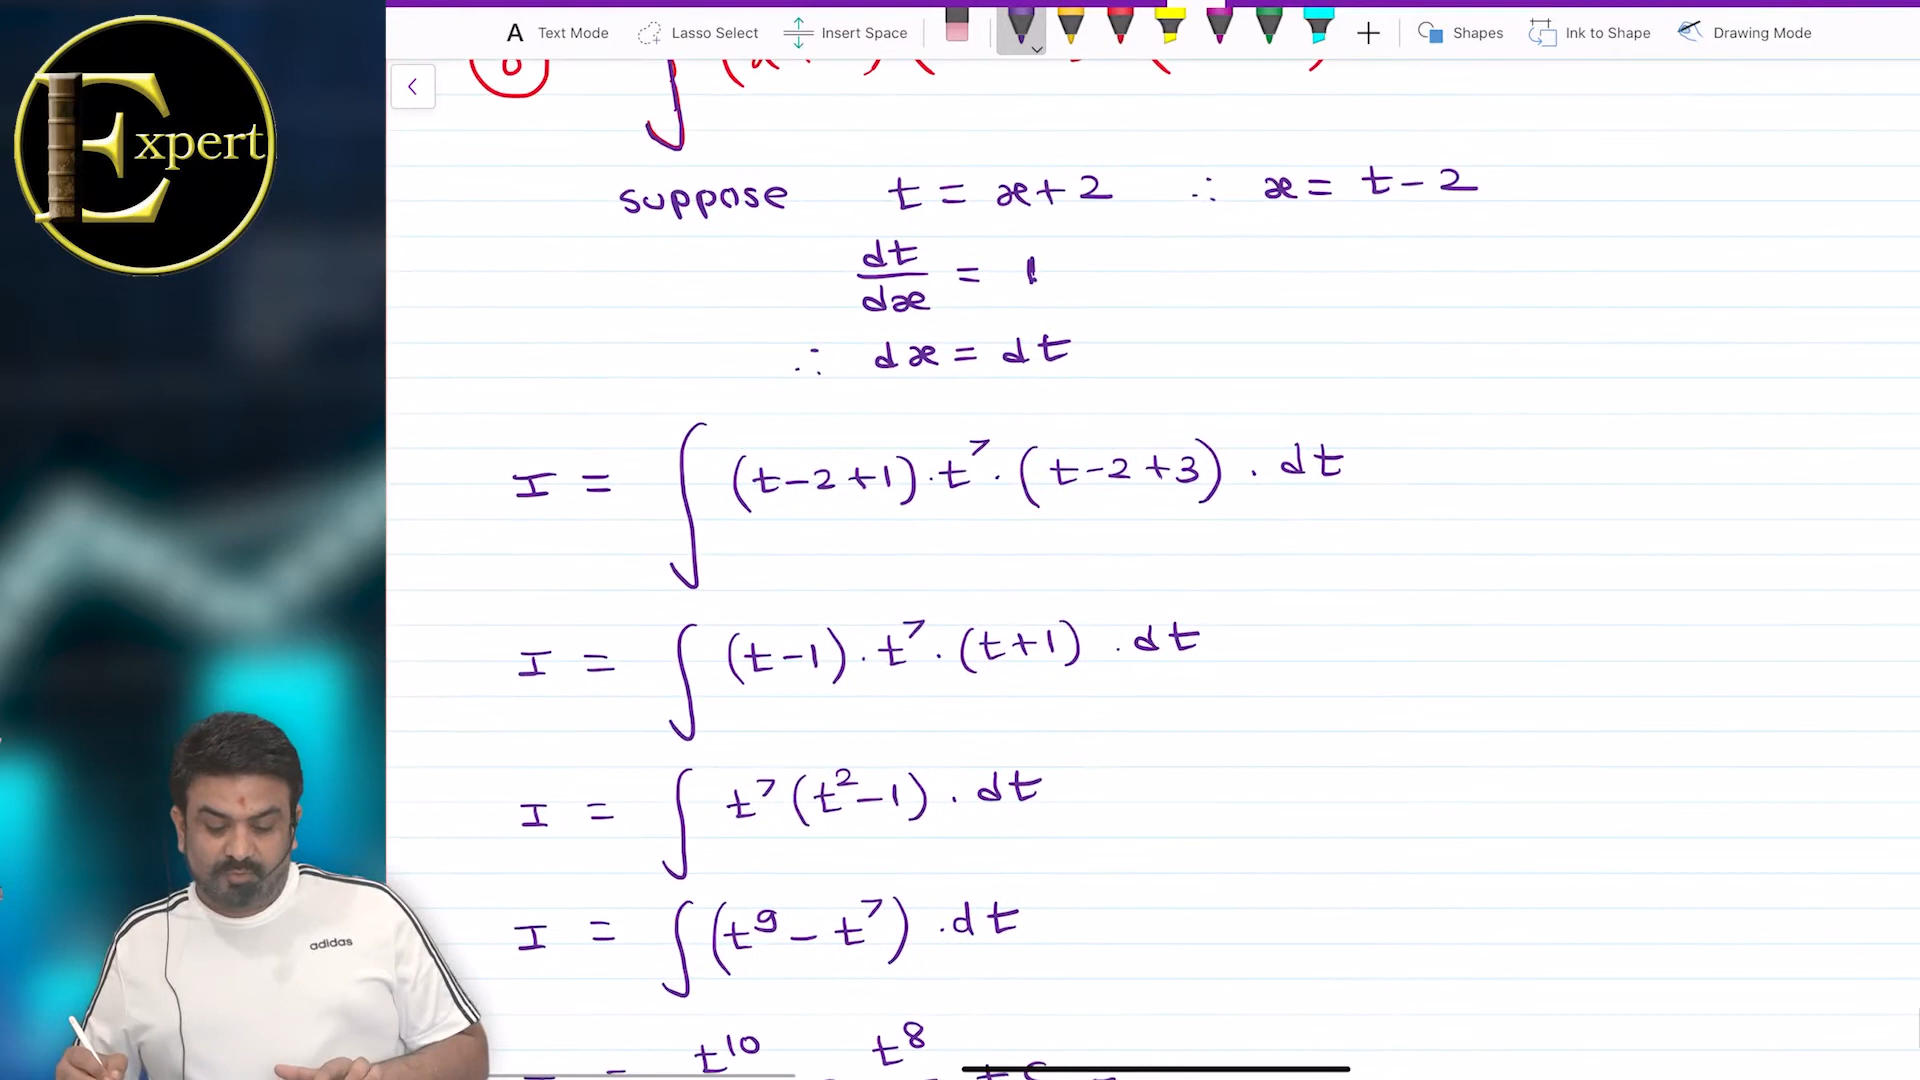 A Text Mode Lasso Select Insert Space Shapes Ink to Shape Drawing Mode
Expert
suppose t = x+2 ∴ x = t-2
dt/dx = 1
∴ dx = dt
I = ∫ (t-2+1).t⁷.(t-2+3) . dt
I = ∫ (t-1).t⁷.(t+1) .dt
I = ∫ t⁷(t²-1) . dt
I = ∫ (t⁹ - t⁷) .dt
t¹⁰ t⁸
adidas